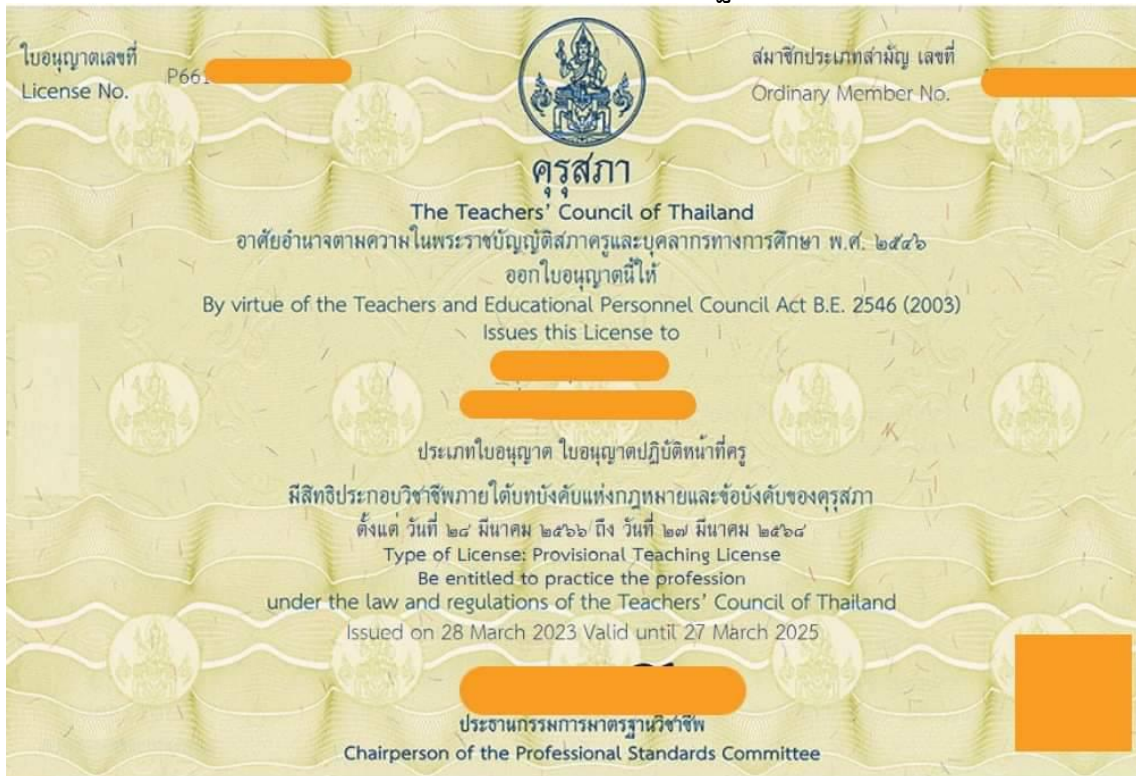 ใบอนุญาตเลขที่
License No. P661
สมาชิกประเภทสามัญ เลขที่
Ordinary Member No.
คุรุสภา
The Teachers' Council of Thailand
อาศัยอำนาจตามความในพระราชบัญญัติสภาครูและบุคลากรทางการศึกษา พ.ศ. ๒๕๔๖
ออกใบอนุญาตนี้ให้
By virtue of the Teachers and Educational Personnel Council Act B.E. 2546 (2003)
Issues this License to
ประเภทใบอนุญาต ใบอนุญาตปฏิบัติหน้าที่ครู
มีสิทธิประกอบวิชาชีพภายใต้บทบังคับแห่งกฎหมายและข้อบังคับของคุรุสภา
ตั้งแต่ วันที่ ๒๘ มีนาคม ๒๕๖๖ ถึง วันที่ ๒๗ มีนาคม ๒๕๖๘
Type of License: Provisional Teaching License
Be entitled to practice the profession
under the law and regulations of the Teachers' Council of Thailand
Issued on 28 March 2023 Valid until 27 March 2025
ประธานกรรมการมาตรฐานวิชาชีพ
Chairperson of the Professional Standards Committee